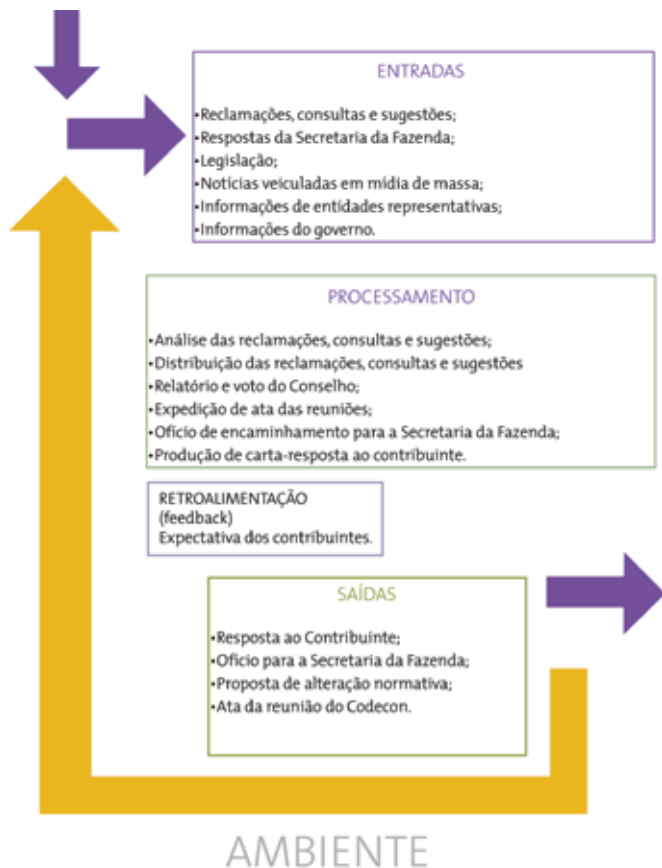 ENTRADAS
•Reclamações, consultas e sugestões;
•Respostas da Secretaria da Fazenda;
•Legislação;
•Notícias veiculadas em mídia de massa;
•Informações de entidades representativas;
•Informações do governo.
PROCESSAMENTO
•Análise das reclamações, consultas e sugestões;
•Distribuição das reclamações, consultas e sugestões
•Relatório e voto do Conselho;
•Expedição de ata das reuniões;
•Ofício de encaminhamento para a Secretaria da Fazenda;
•Produção de carta-resposta ao contribuinte.
RETROALIMENTAÇÃO
(feedback)
Expectativa dos contribuintes.
SAÍDAS
•Resposta ao Contribuinte;
•Ofício para a Secretaria da Fazenda;
•Proposta de alteração normativa;
•Ata da reunião do Codecon.
AMBIENTE